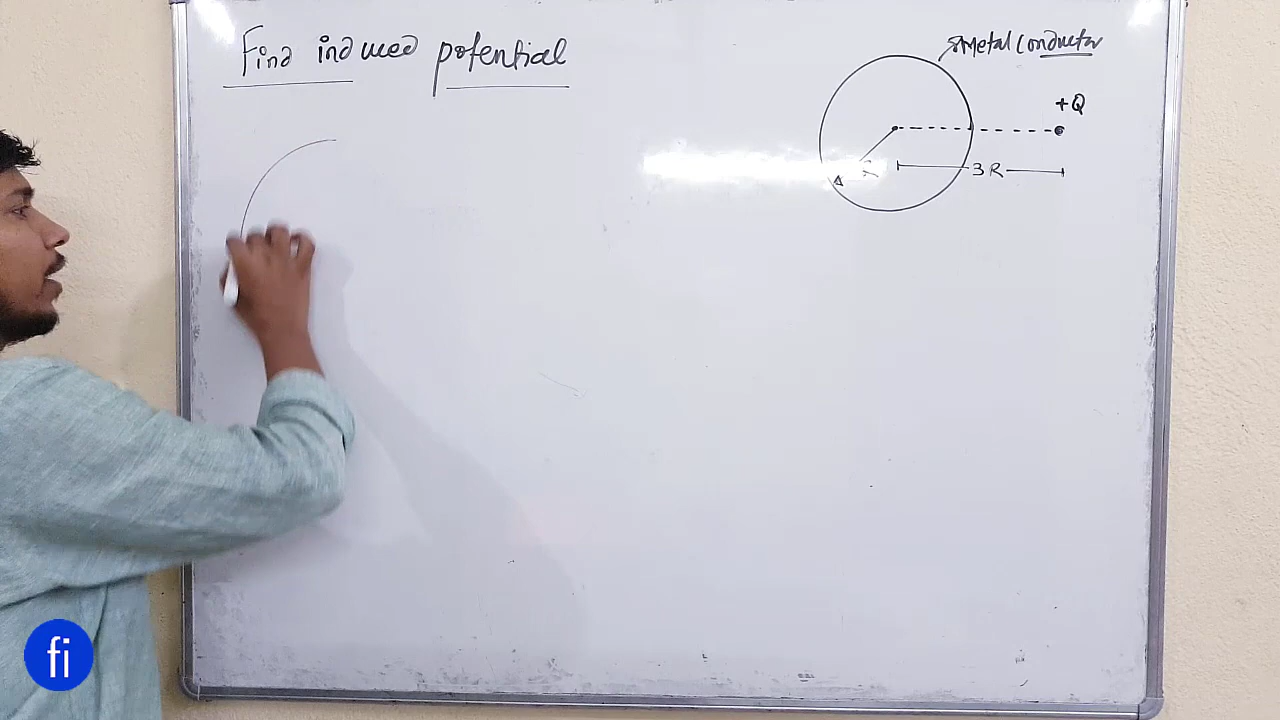 Find induced potential
Metal Conductor
+Q
3R
fi